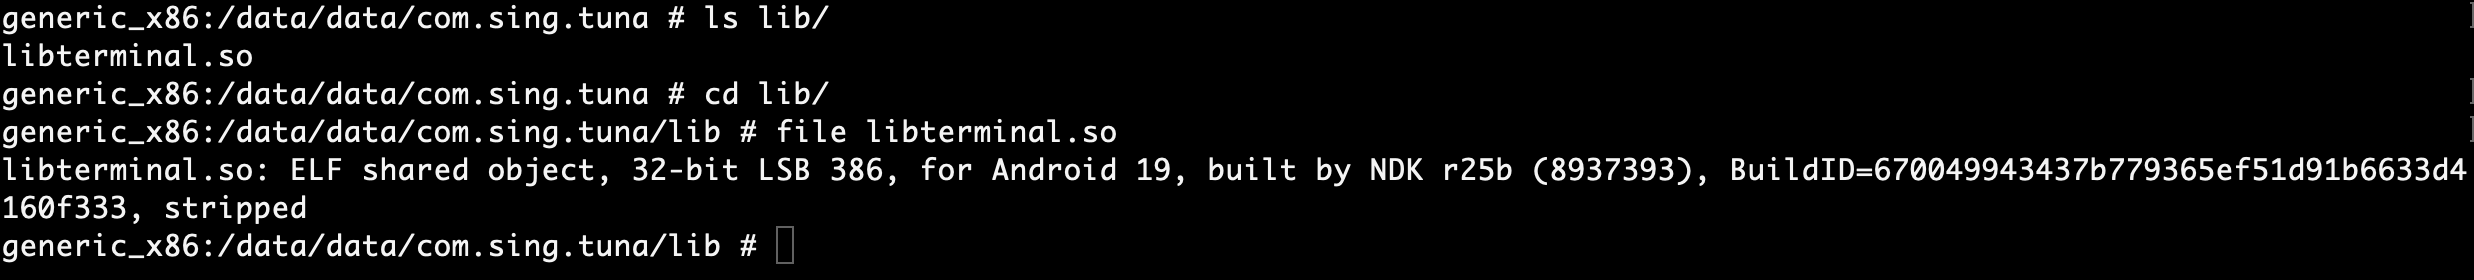 generic_x86:/data/data/com.sing.tuna # ls lib/
libterminal.so
generic_x86:/data/data/com.sing.tuna # cd lib/
generic_x86:/data/data/com.sing.tuna/lib # file libterminal.so
libterminal.so: ELF shared object, 32-bit LSB 386, for Android 19, built by NDK r25b (8937393), BuildID=670049943437b779365ef51d91b6633d4
160f333, stripped
generic_x86:/data/data/com.sing.tuna/lib #